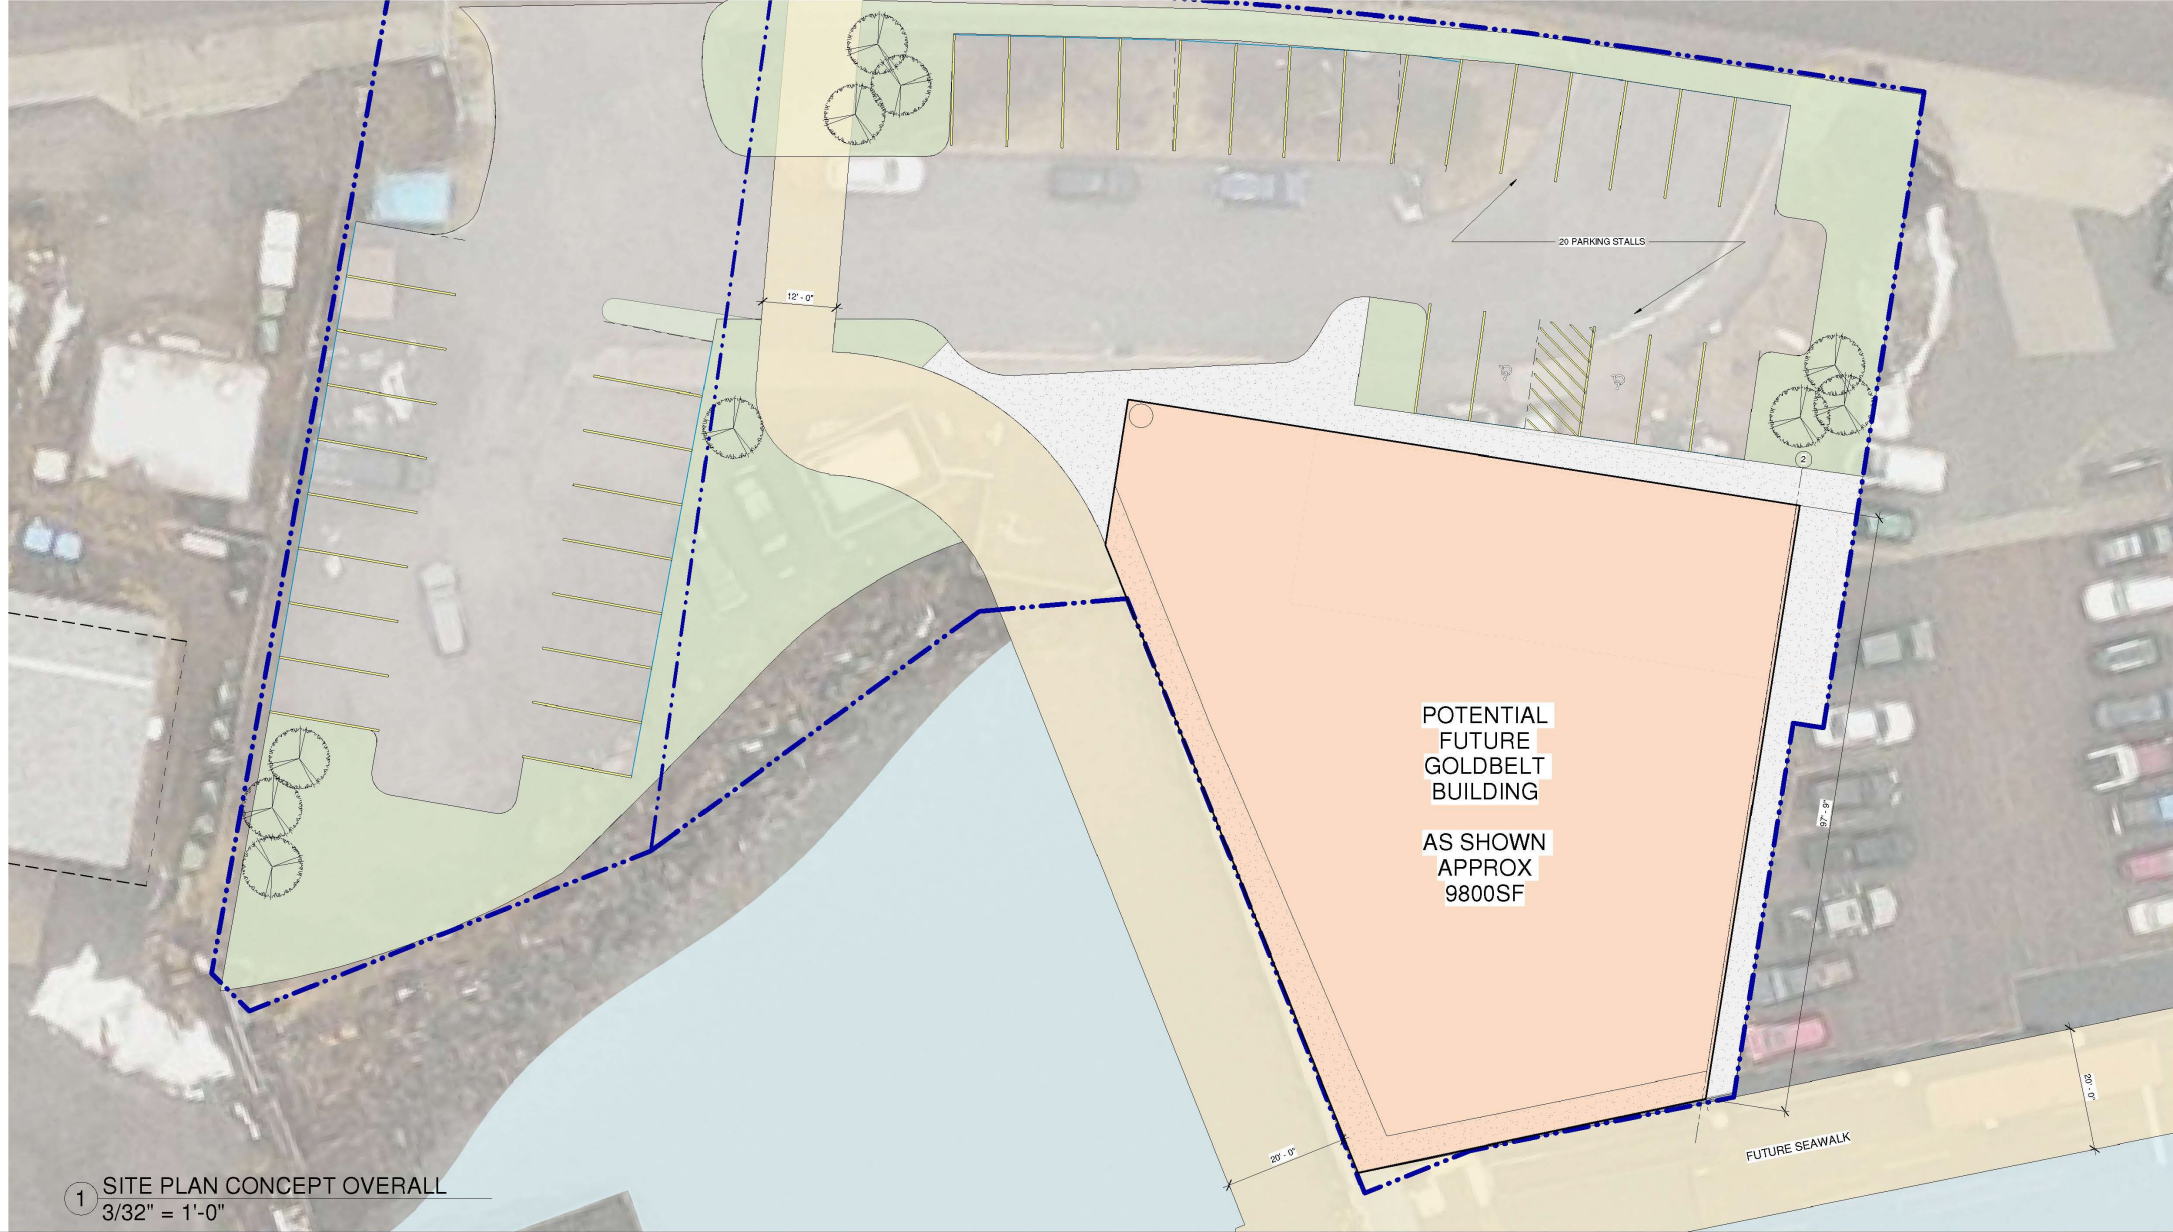 20 PARKING STALLS
12' - 0"
2
POTENTIAL
FUTURE
GOLDBELT
BUILDING
AS SHOWN
APPROX
9800SF
97' - 9"
20' - 0"
20' - 0"
FUTURE SEAWALK
1
SITE PLAN CONCEPT OVERALL
3/32" = 1'-0"